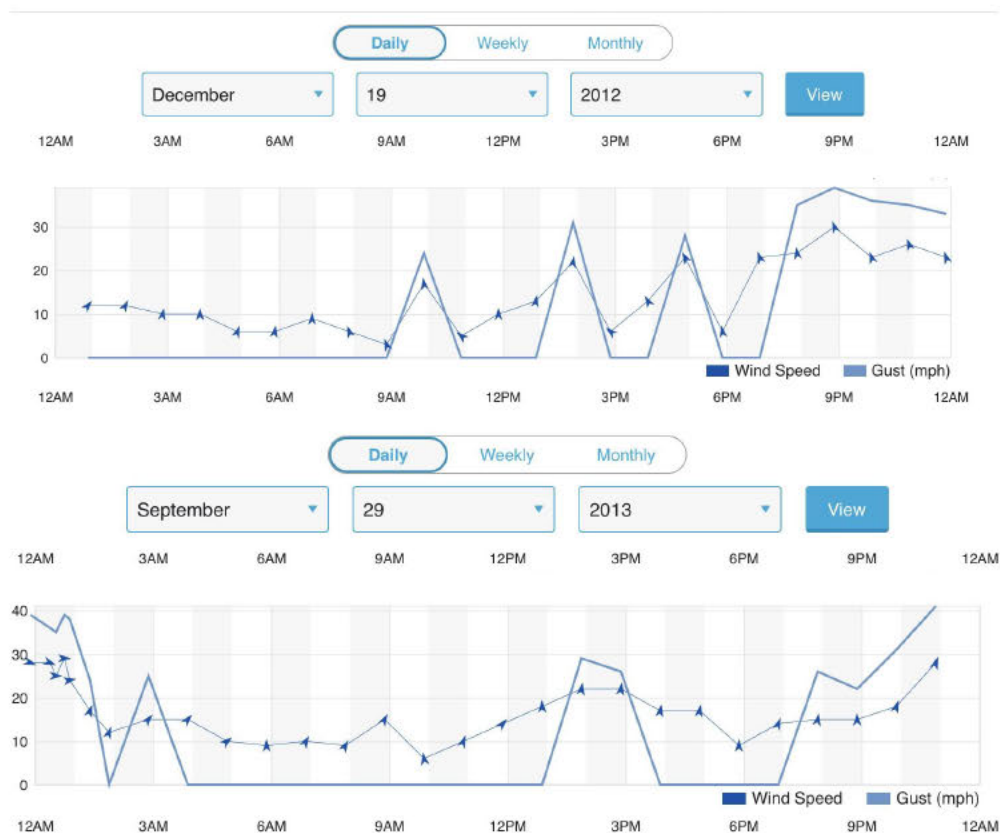 Daily Weekly Monthly
December 19 2012 View
12AM 3AM 6AM 9AM 12PM 3PM 6PM 9PM 12AM
30
20
10
0
Wind Speed Gust (mph)
12AM 3AM 6AM 9AM 12PM 3PM 6PM 9PM 12AM
Daily Weekly Monthly
September 29 2013 View
12AM 3AM 6AM 9AM 12PM 3PM 6PM 9PM 12AM
40
30
20
10
0
Wind Speed Gust (mph)
12AM 3AM 6AM 9AM 12PM 3PM 6PM 9PM 12AM